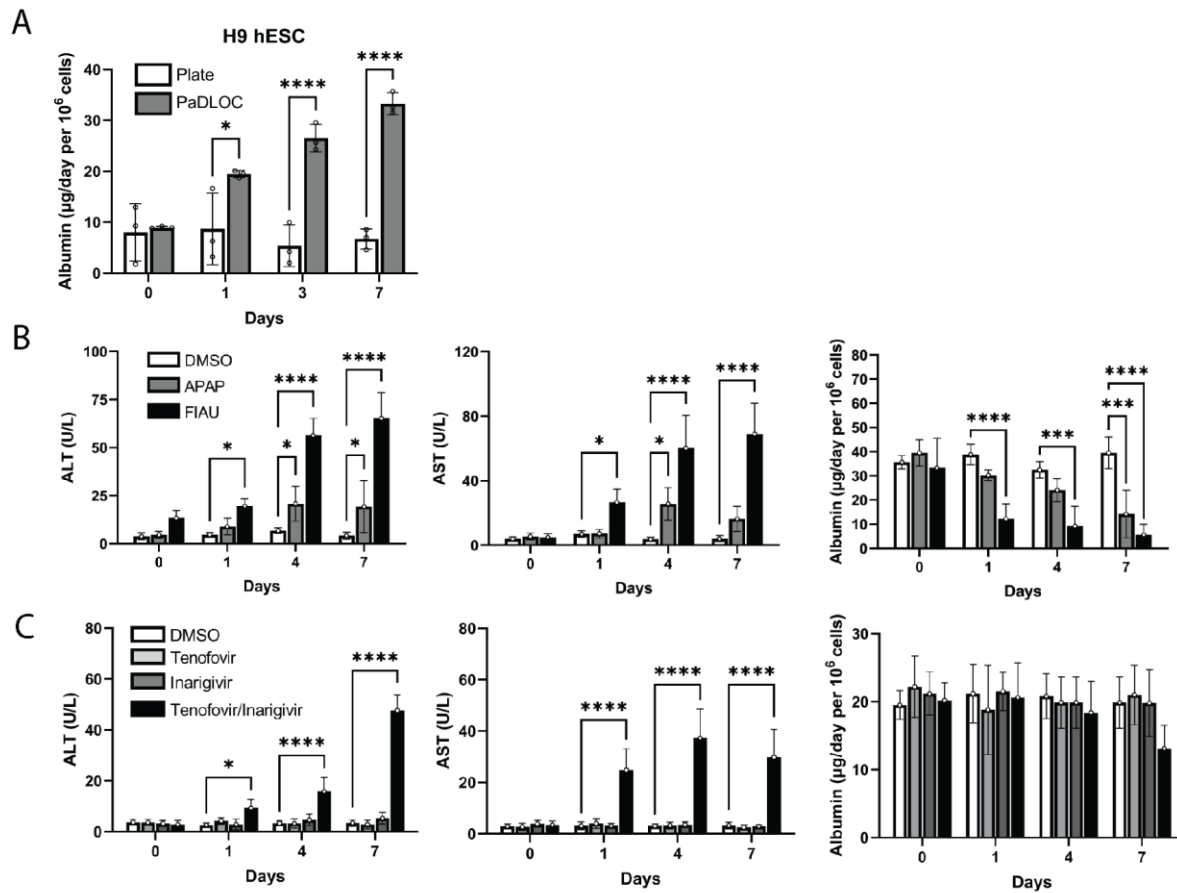 A
H9 hESC
Albumin (µg/day per 10⁶ cells)
40
30
20
10
0
Plate
PaDLOC
*
****
****
0 1 3 7
Days
B
ALT (U/L)
100
75
50
25
0
DMSO
APAP
FIAU
*
****
*
****
*
0 1 4 7
Days
AST (U/L)
120
80
40
0
*
****
*
****
0 1 4 7
Days
Albumin (µg/day per 10⁶ cells)
80
70
60
50
40
30
20
10
0
****
***
****
***
0 1 4 7
Days
C
ALT (U/L)
80
60
40
20
0
DMSO
Tenofovir
Inarigivir
Tenofovir/Inarigivir
*
****
****
0 1 4 7
Days
AST (U/L)
80
60
40
20
0
****
****
****
0 1 4 7
Days
Albumin (µg/day per 10⁶ cells)
30
20
10
0
0 1 4 7
Days